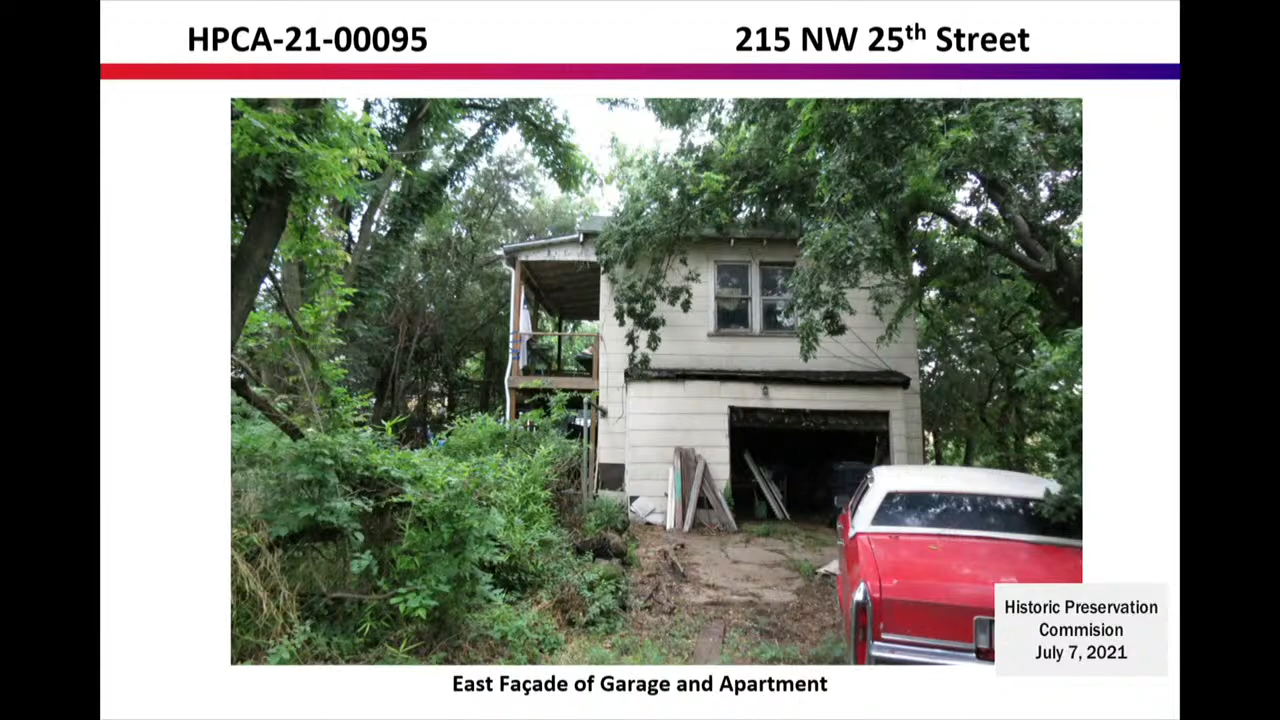 HPCA-21-00095
215 NW 25th Street
East Façade of Garage and Apartment
Historic Preservation
Commision
July 7, 2021